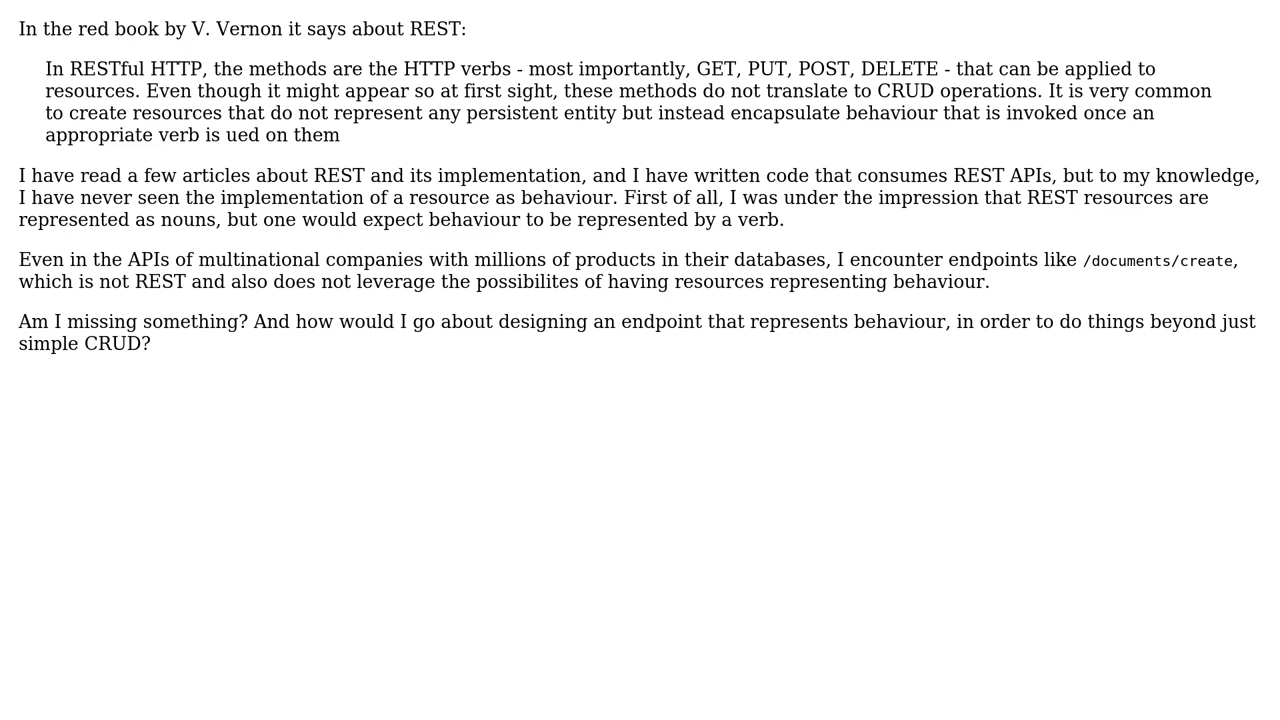 In the red book by V. Vernon it says about REST:
In RESTful HTTP, the methods are the HTTP verbs - most importantly, GET, PUT, POST, DELETE - that can be applied to
resources. Even though it might appear so at first sight, these methods do not translate to CRUD operations. It is very common
to create resources that do not represent any persistent entity but instead encapsulate behaviour that is invoked once an
appropriate verb is ued on them
I have read a few articles about REST and its implementation, and I have written code that consumes REST APIs, but to my knowledge,
I have never seen the implementation of a resource as behaviour. First of all, I was under the impression that REST resources are
represented as nouns, but one would expect behaviour to be represented by a verb.
Even in the APIs of multinational companies with millions of products in their databases, I encounter endpoints like /documents/create,
which is not REST and also does not leverage the possibilites of having resources representing behaviour.
Am I missing something? And how would I go about designing an endpoint that represents behaviour, in order to do things beyond just
simple CRUD?